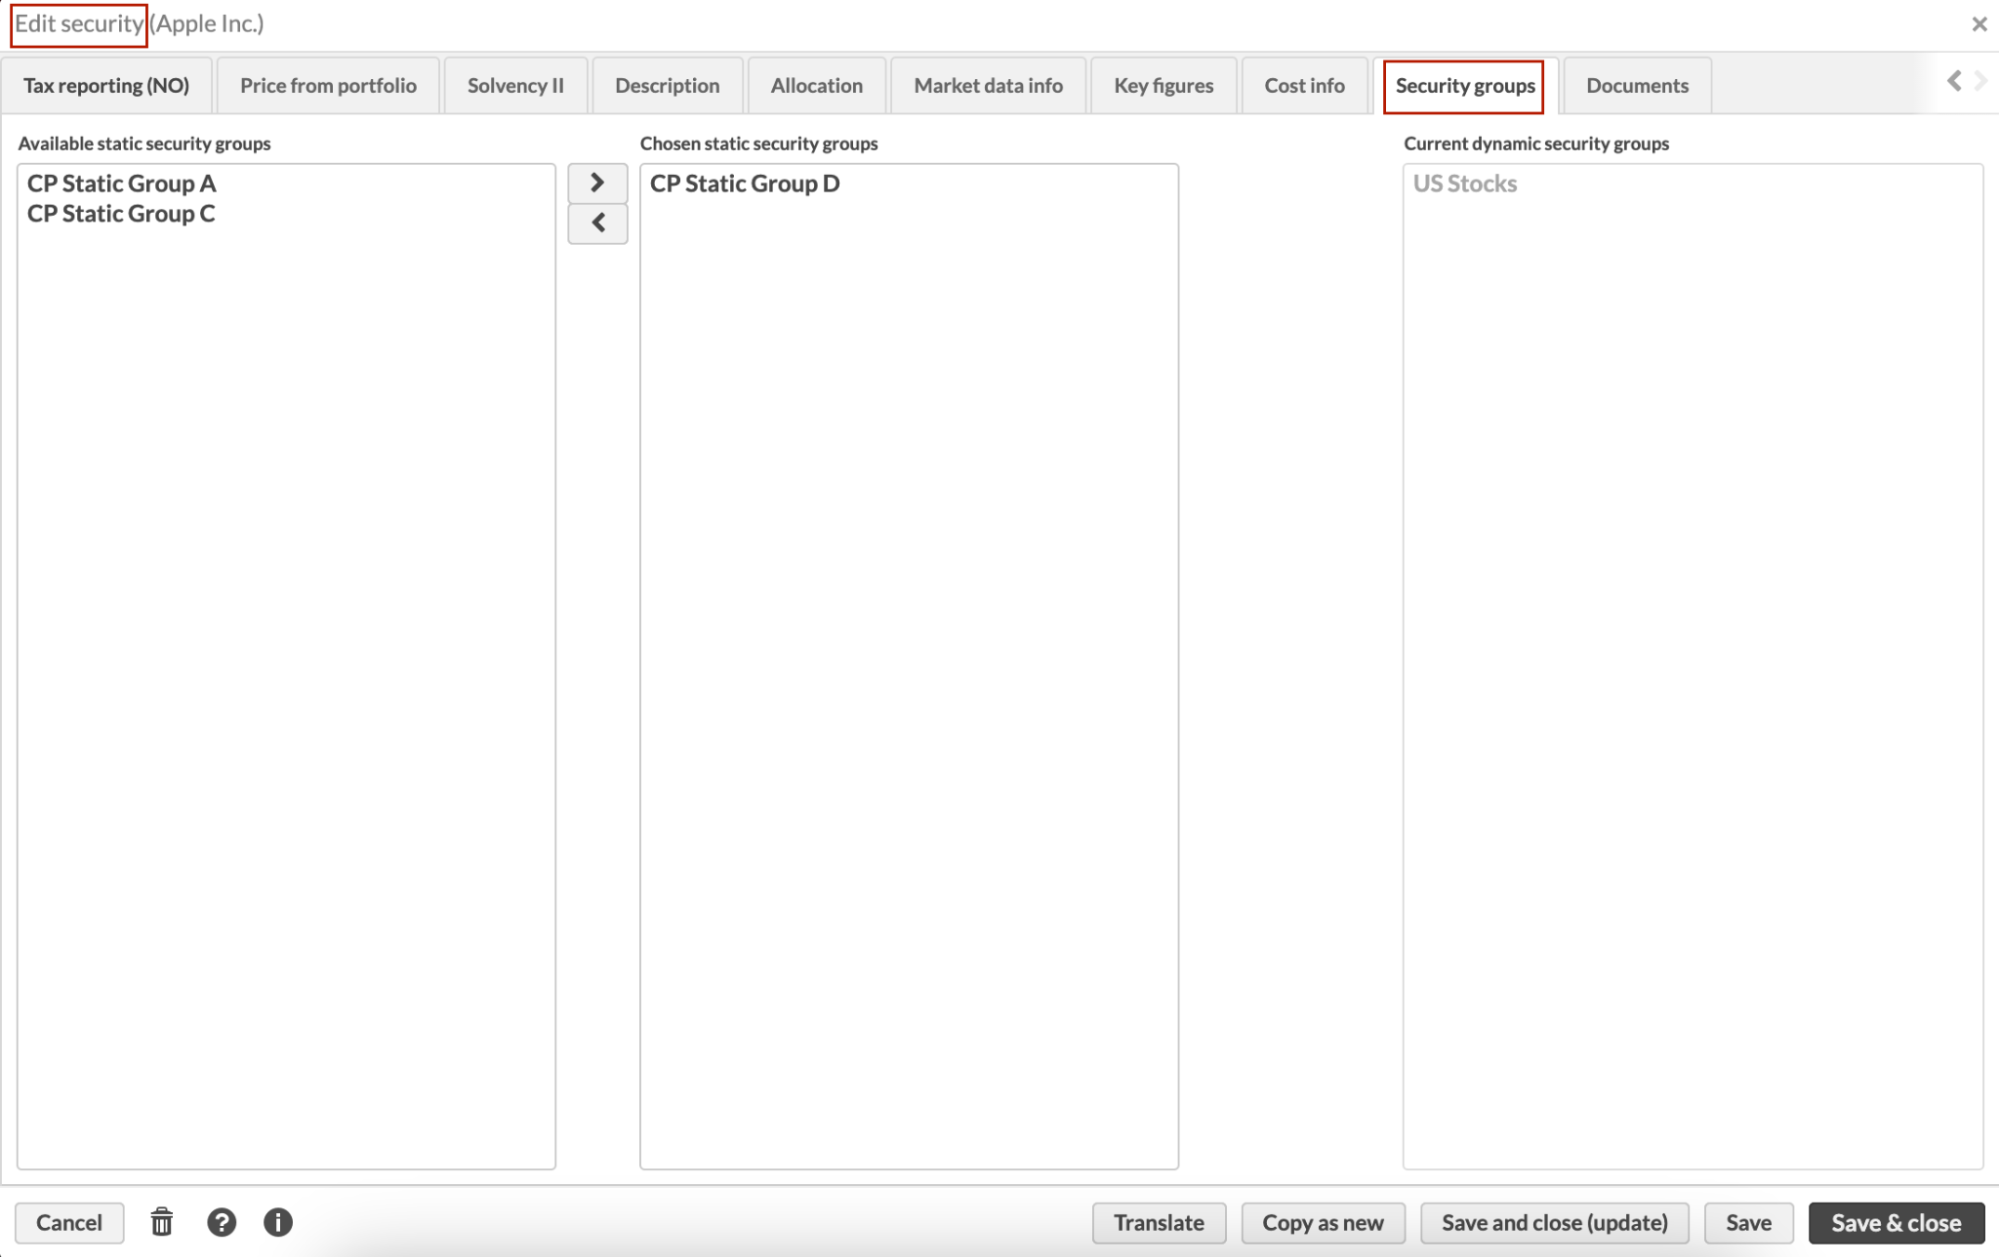 Edit security (Apple Inc.)
Tax reporting (NO)
Price from portfolio
Solvency II
Description
Allocation
Market data info
Key figures
Cost info
Security groups
Documents
Available static security groups
CP Static Group A
CP Static Group C
Chosen static security groups
CP Static Group D
Current dynamic security groups
US Stocks
Cancel
Translate
Copy as new
Save and close (update)
Save
Save & close